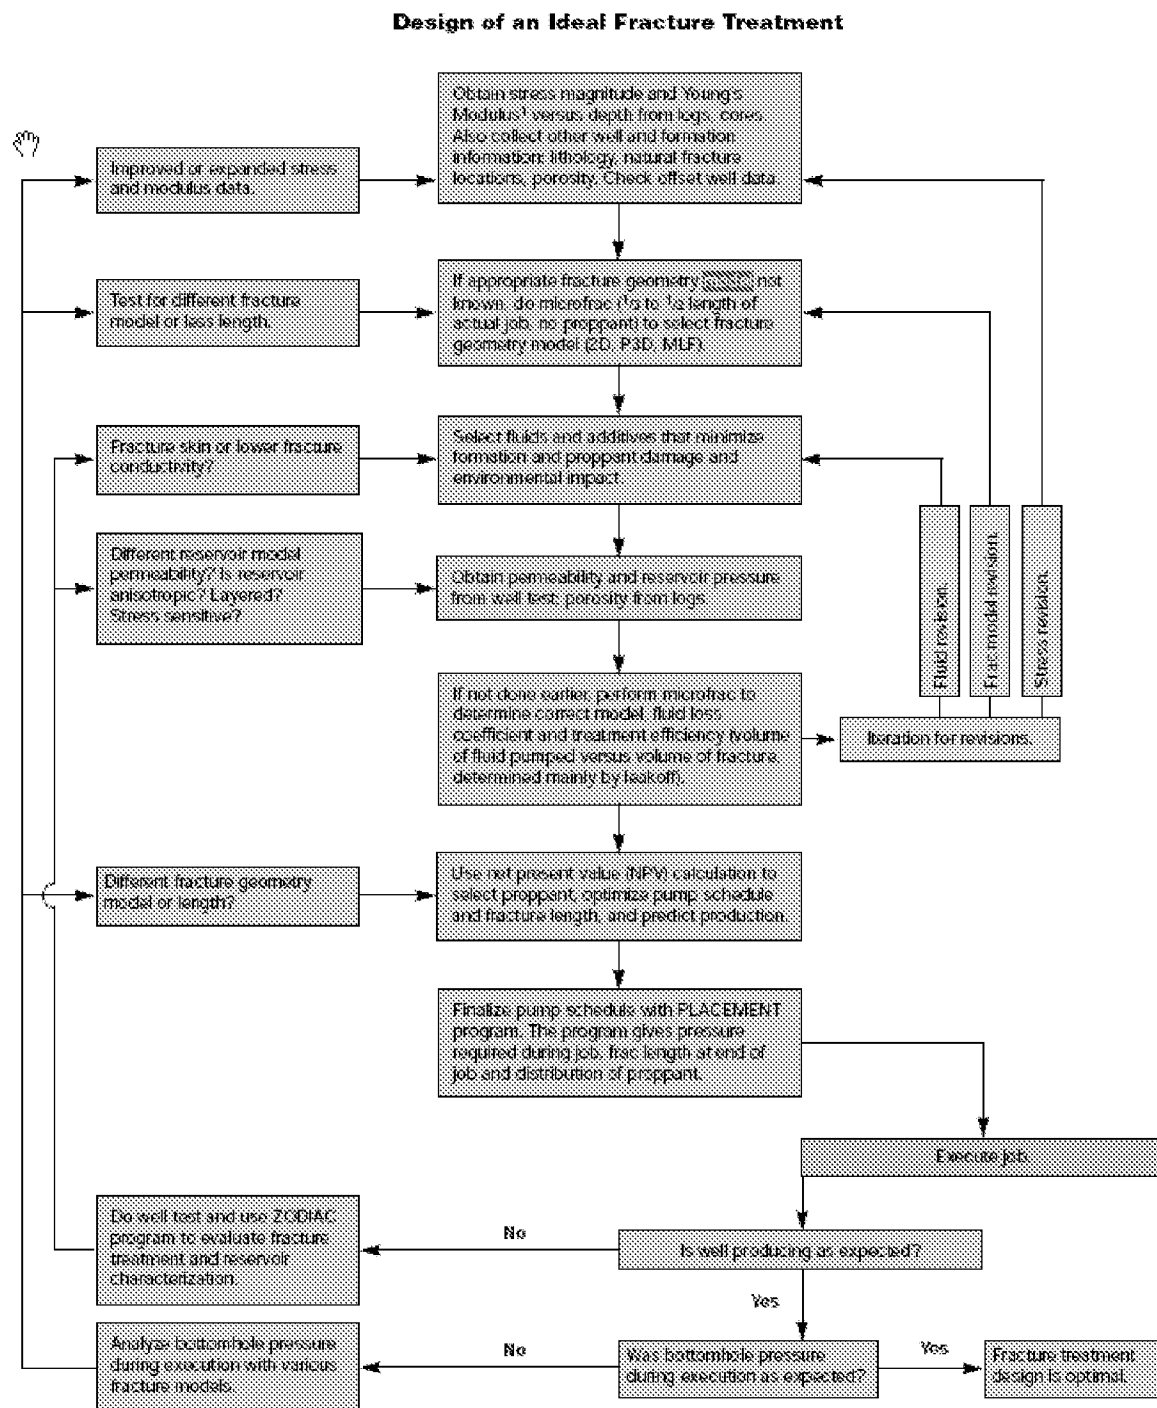 Design of an Ideal Fracture Treatment
Obtain stress magnitude and Young's
Modulus¹ versus depth from logs, cores.
Also collect other well and formation
information: lithology, natural fracture
locations, porosity. Check offset well data.
Improved or expanded stress
and modulus data.
If appropriate fracture geometry not
known, do microfrac (⅓ to ½ length of
actual job, no proppant) to select fracture
geometry model (2D, P3D, MLF).
Test for different fracture
model or less length.
Select fluids and additives that minimize
formation and proppant damage and
environmental impact.
Fracture skin or lower fracture
conductivity?
Different reservoir model
permeability? Is reservoir
anisotropic? Layered?
Stress sensitive?
Obtain permeability and reservoir pressure
from well test; porosity from logs.
Fluid revision.
Frac model revision.
Stress revision.
If not done earlier, perform microfrac to
determine correct model, fluid loss
coefficient and treatment efficiency (volume
of fluid pumped versus volume of fracture,
determined mainly by leakoff).
Iteration for revisions.
Different fracture geometry
model or length?
Use net present value (NPV) calculation to
select proppant, optimize pump schedule
and fracture length, and predict production.
Finalize pump schedule with PLACEMENT
program. The program gives pressure
required during job, frac length at end of
job and distribution of proppant.
Execute job.
Do well test and use ZODIAC
program to evaluate fracture
treatment and reservoir
characterization.
No
Is well producing as expected?
Yes
Analyze bottomhole pressure
during execution with various
fracture models.
No
Was bottomhole pressure
during execution as expected?
Yes
Fracture treatment
design is optimal.